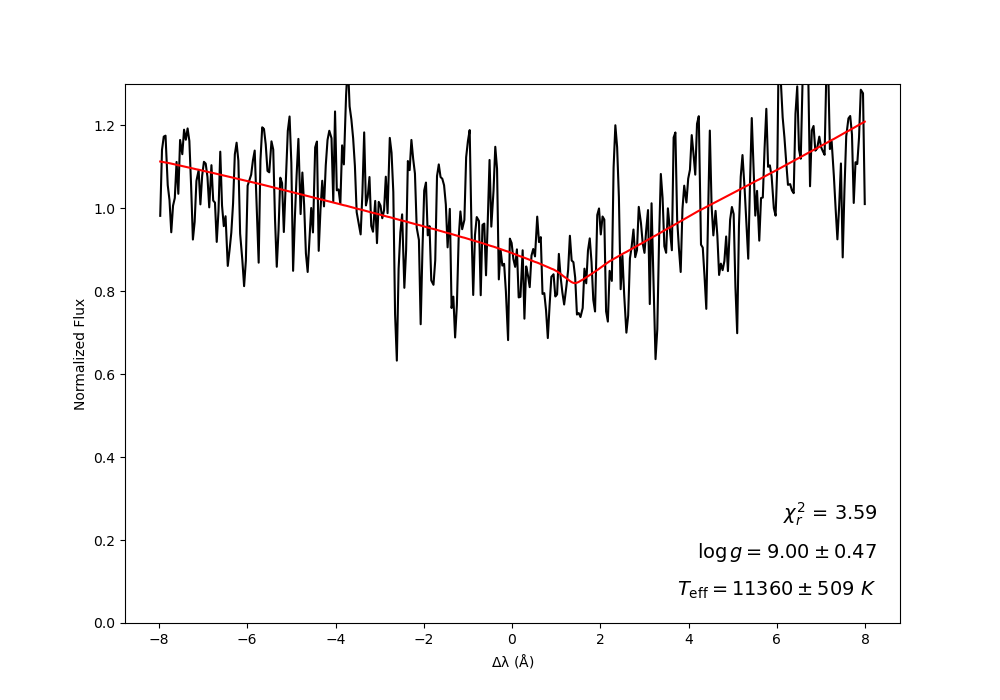 1.2
1.0
0.8
0.6
0.4
0.2
0.0
−8 −6 −4 −2 0 2 4 6 8
Normalized Flux
Δλ (Å)
χ²ᵣ = 3.59
log g = 9.00 ± 0.47
T_eff = 11360 ± 509 K